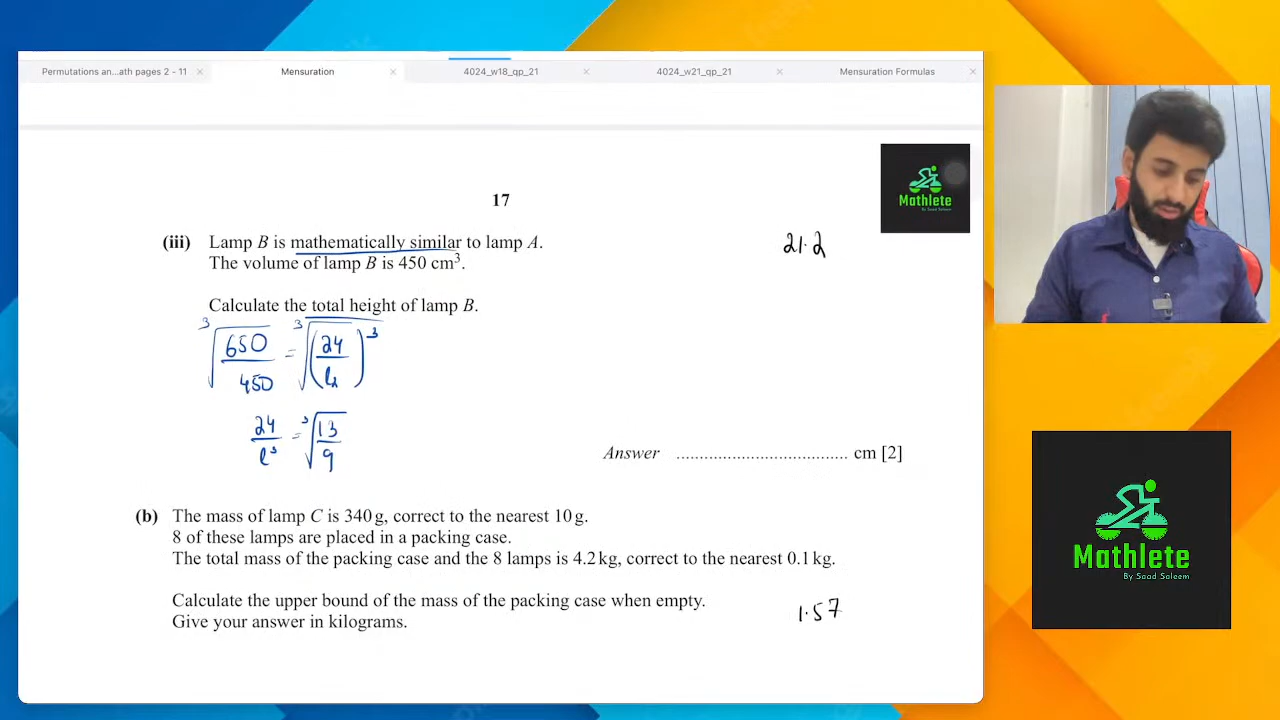 Permutations an...ath pages 2 - 11 × Mensuration × 4024_w18_qp_21 × 4024_w21_qp_21 × Mensuration Formulas ×
Mathlete
By Saad Saleem
17
(iii) Lamp B is mathematically similar to lamp A.
21.2
The volume of lamp B is 450 cm³.
Calculate the total height of lamp B.
∛(650/450) = ∛(24/l₂)³
24/l³ = ∛(13/9)
Answer .................................... cm [2]
(b) The mass of lamp C is 340 g, correct to the nearest 10 g.
8 of these lamps are placed in a packing case.
The total mass of the packing case and the 8 lamps is 4.2 kg, correct to the nearest 0.1 kg.
Calculate the upper bound of the mass of the packing case when empty.
1.57
Give your answer in kilograms.
Mathlete
By Saad Saleem